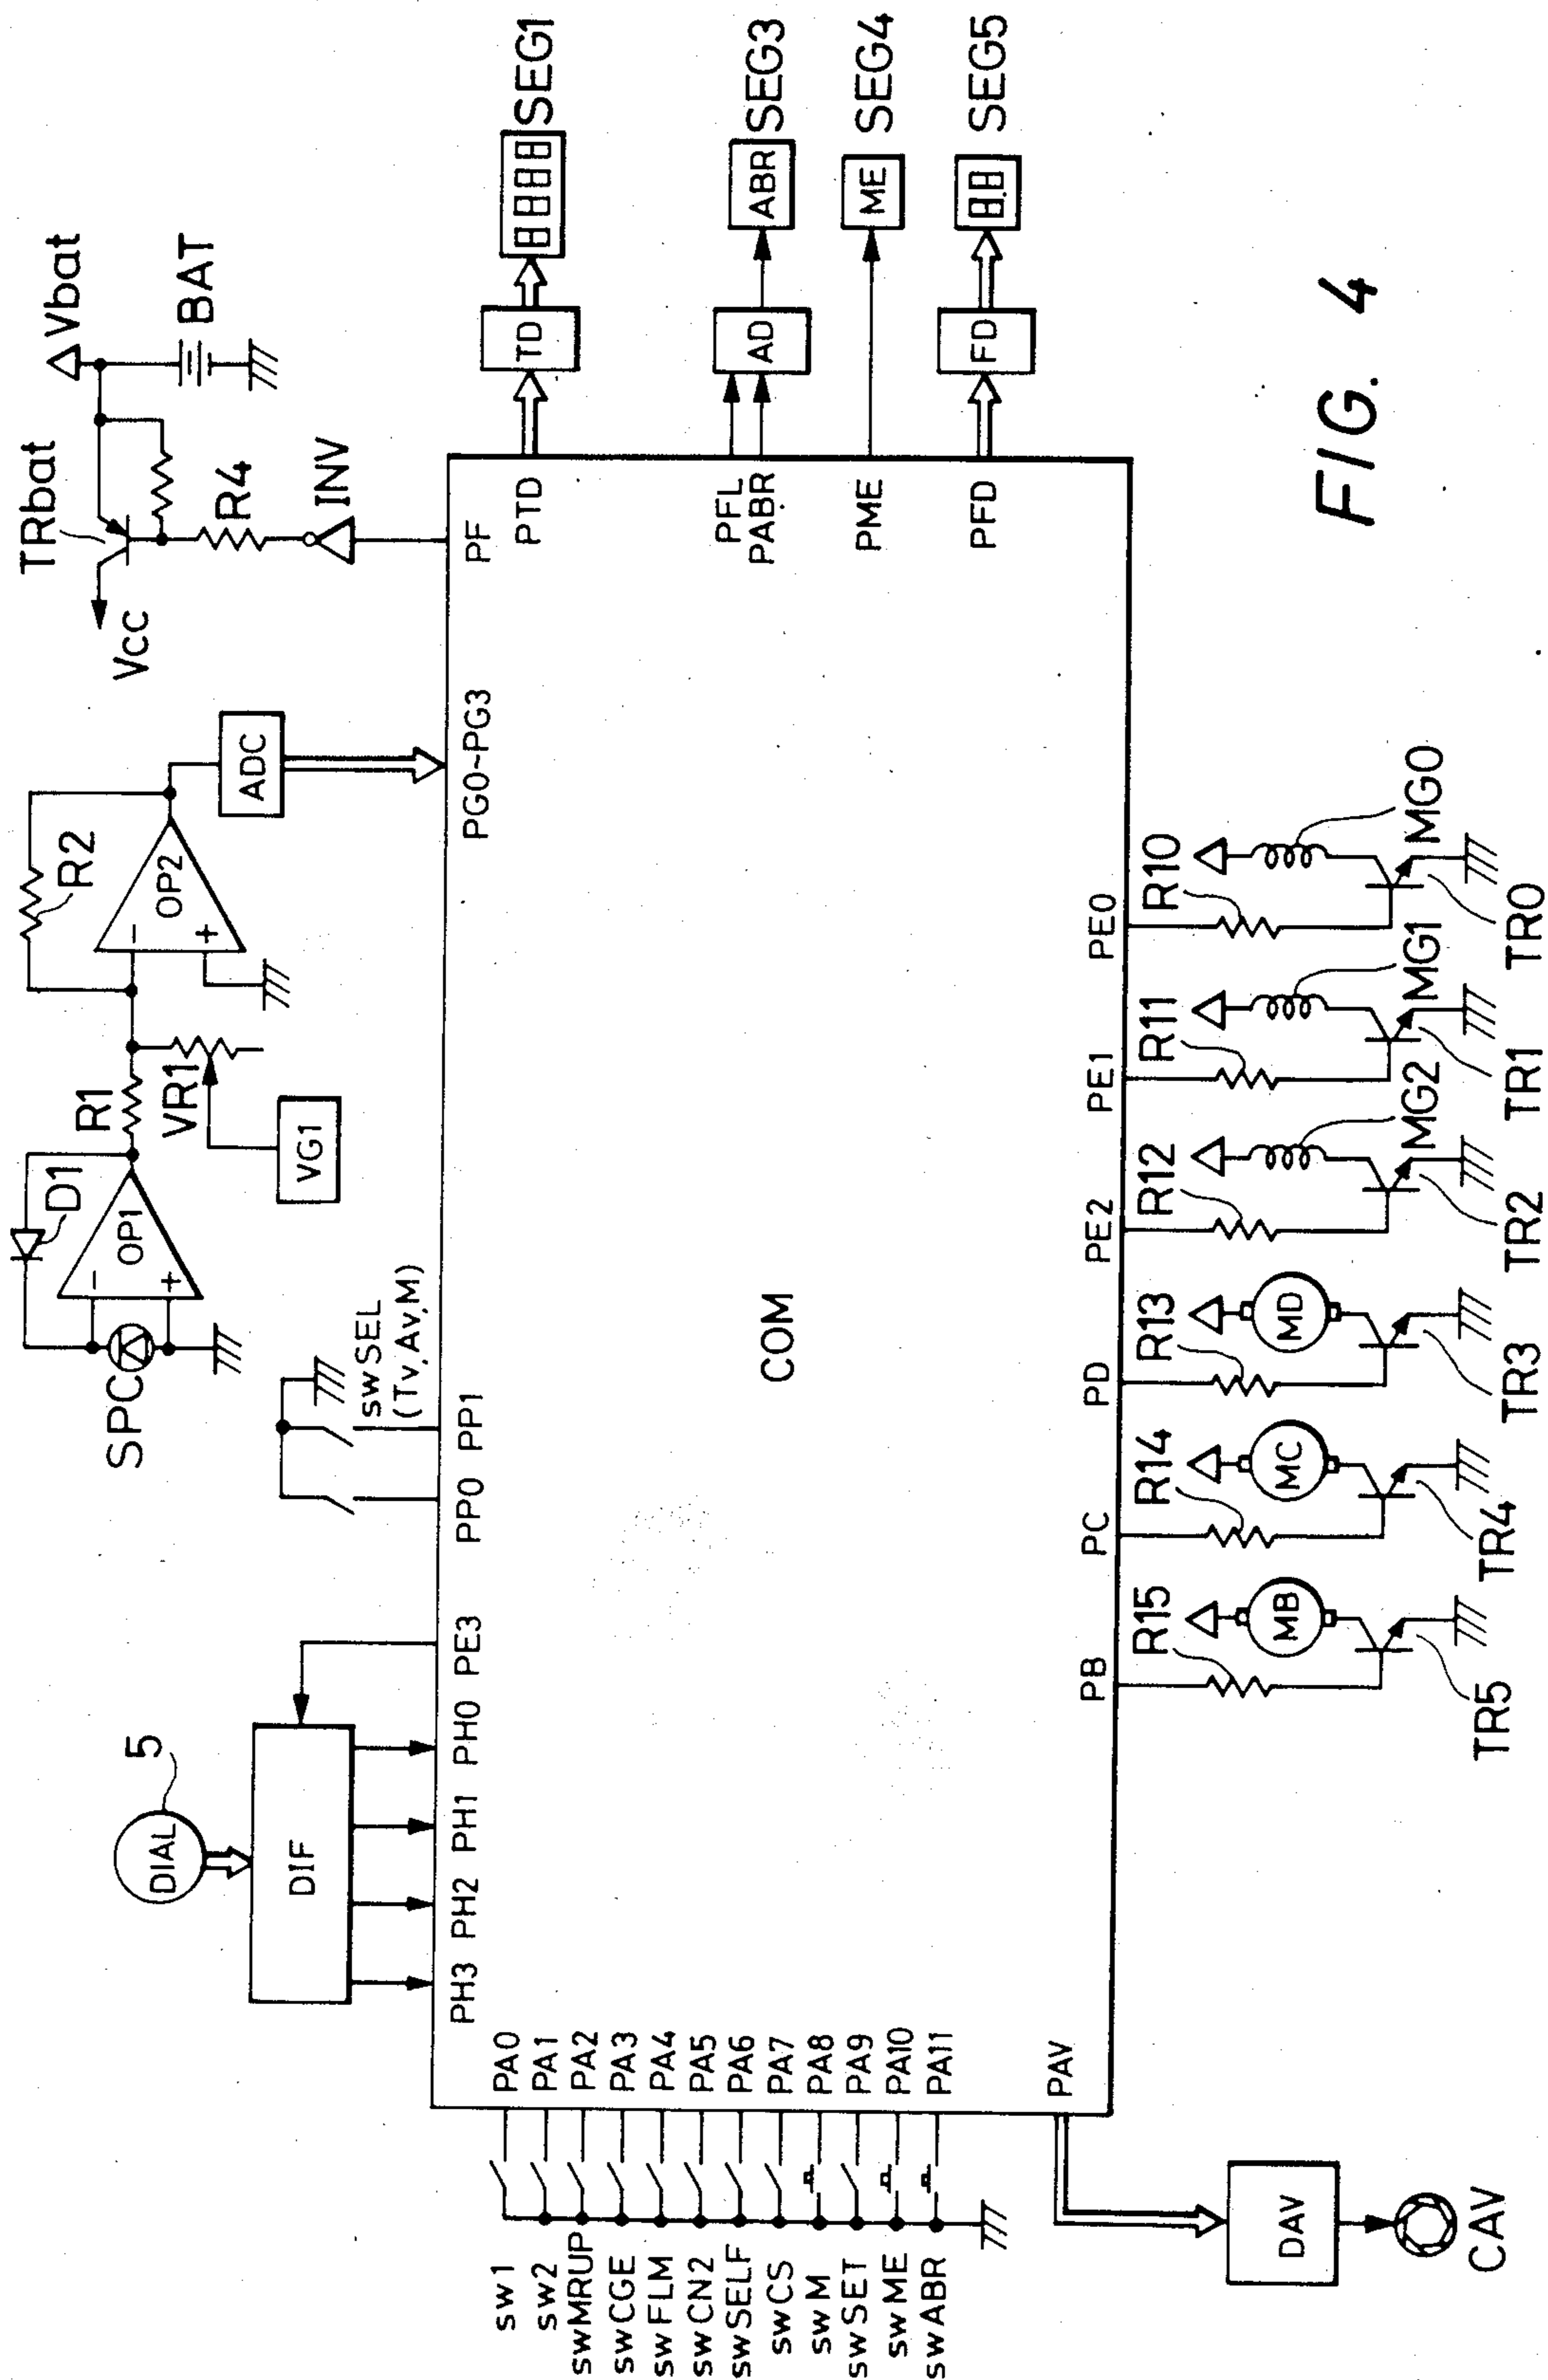 FIG. 4
COM
DIAL
5
DIF
PH3
PH2
PH1
PH0
PE3
PP0
PP1
swSEL
(Tv,Av,M)
SPC
OP1
-
+
D1
R1
VR1
VG1
OP2
-
+
R2
ADC
PG0~PG3
Vcc
TRbat
Vbat
BAT
R4
INV
PF
PTD
TD
SEG1
PFL
PABR
AD
ABR
SEG3
PME
ME
SEG4
PFD
FD
SEG5
sw1
PA0
sw2
PA1
swMRUP
PA2
swCGE
PA3
swFLM
PA4
swCN2
PA5
swSELF
PA6
swCS
PA7
swM
PA8
swSET
PA9
swME
PA10
swABR
PA11
PAV
DAV
CAV
PB
R15
MB
TR5
PC
R14
MC
TR4
PD
R13
MD
TR3
PE2
R12
MG2
TR2
PE1
R11
MG1
TR1
PE0
R10
MG0
TR0